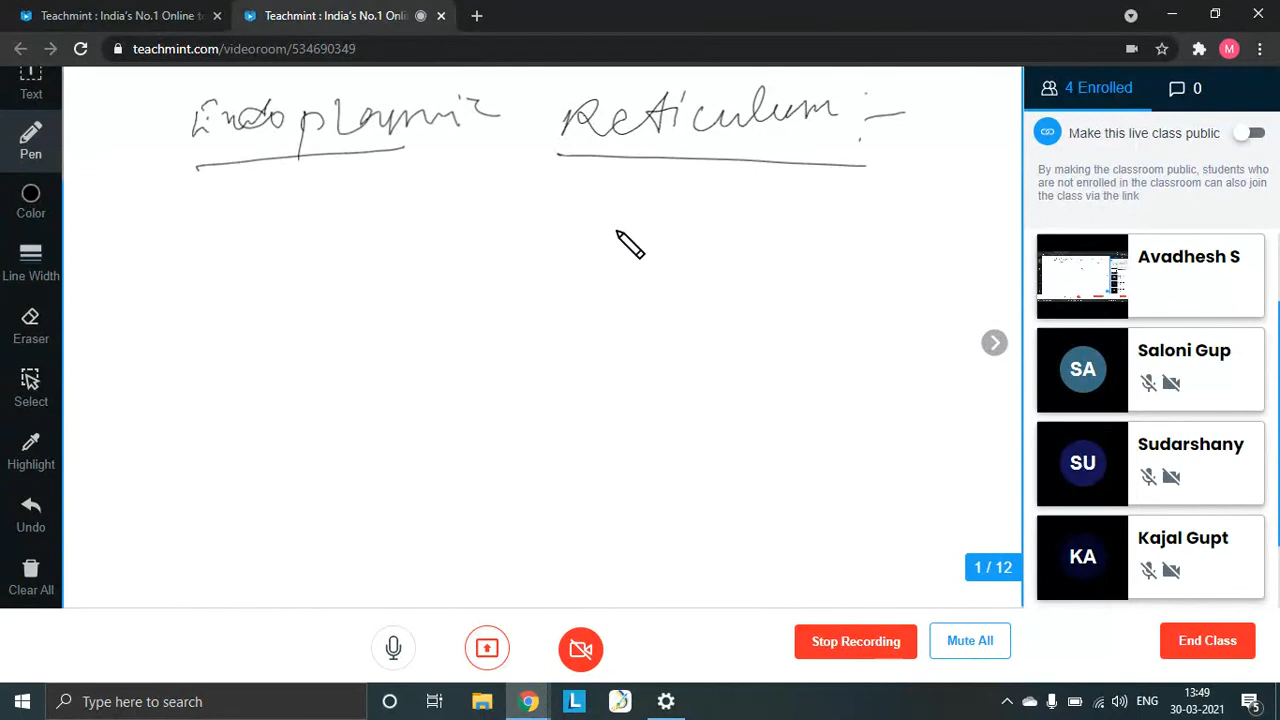 Teachmint : India's No.1 Online to
Teachmint : India's No.1 Onli
teachmint.com/videoroom/534690349
M
Text
Pen
Color
Line Width
Eraser
Select
Highlight
Undo
Clear All
Endoplasmic Reticulum :-
1 / 12
4 Enrolled
0
Make this live class public
By making the classroom public, students who
are not enrolled in the classroom can also join
the class via the link
Avadhesh S
SA
Saloni Gup
SU
Sudarshany
KA
Kajal Gupt
Stop Recording
Mute All
End Class
Type here to search
L
ENG
13:49
30-03-2021
5